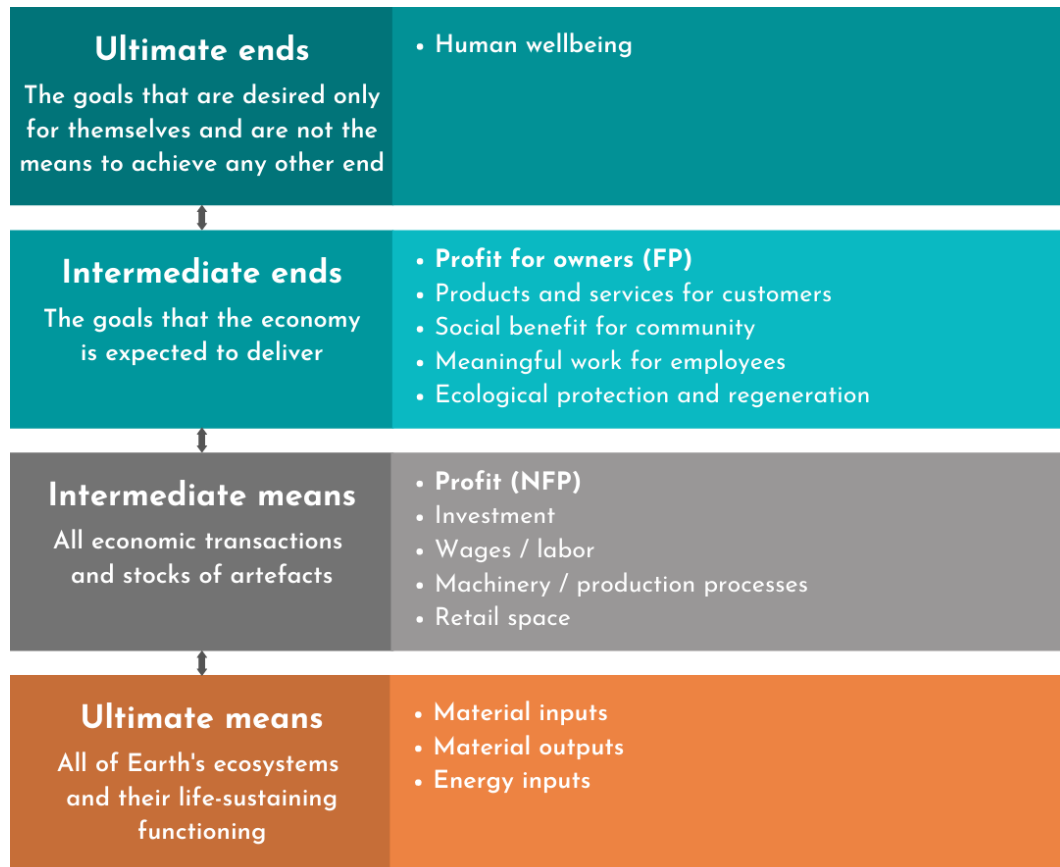 Ultimate ends
The goals that are desired only
for themselves and are not the
means to achieve any other end
• Human wellbeing
Intermediate ends
The goals that the economy
is expected to deliver
• Profit for owners (FP)
• Products and services for customers
• Social benefit for community
• Meaningful work for employees
• Ecological protection and regeneration
Intermediate means
All economic transactions
and stocks of artefacts
• Profit (NFP)
• Investment
• Wages / labor
• Machinery / production processes
• Retail space
Ultimate means
All of Earth's ecosystems
and their life-sustaining
functioning
• Material inputs
• Material outputs
• Energy inputs